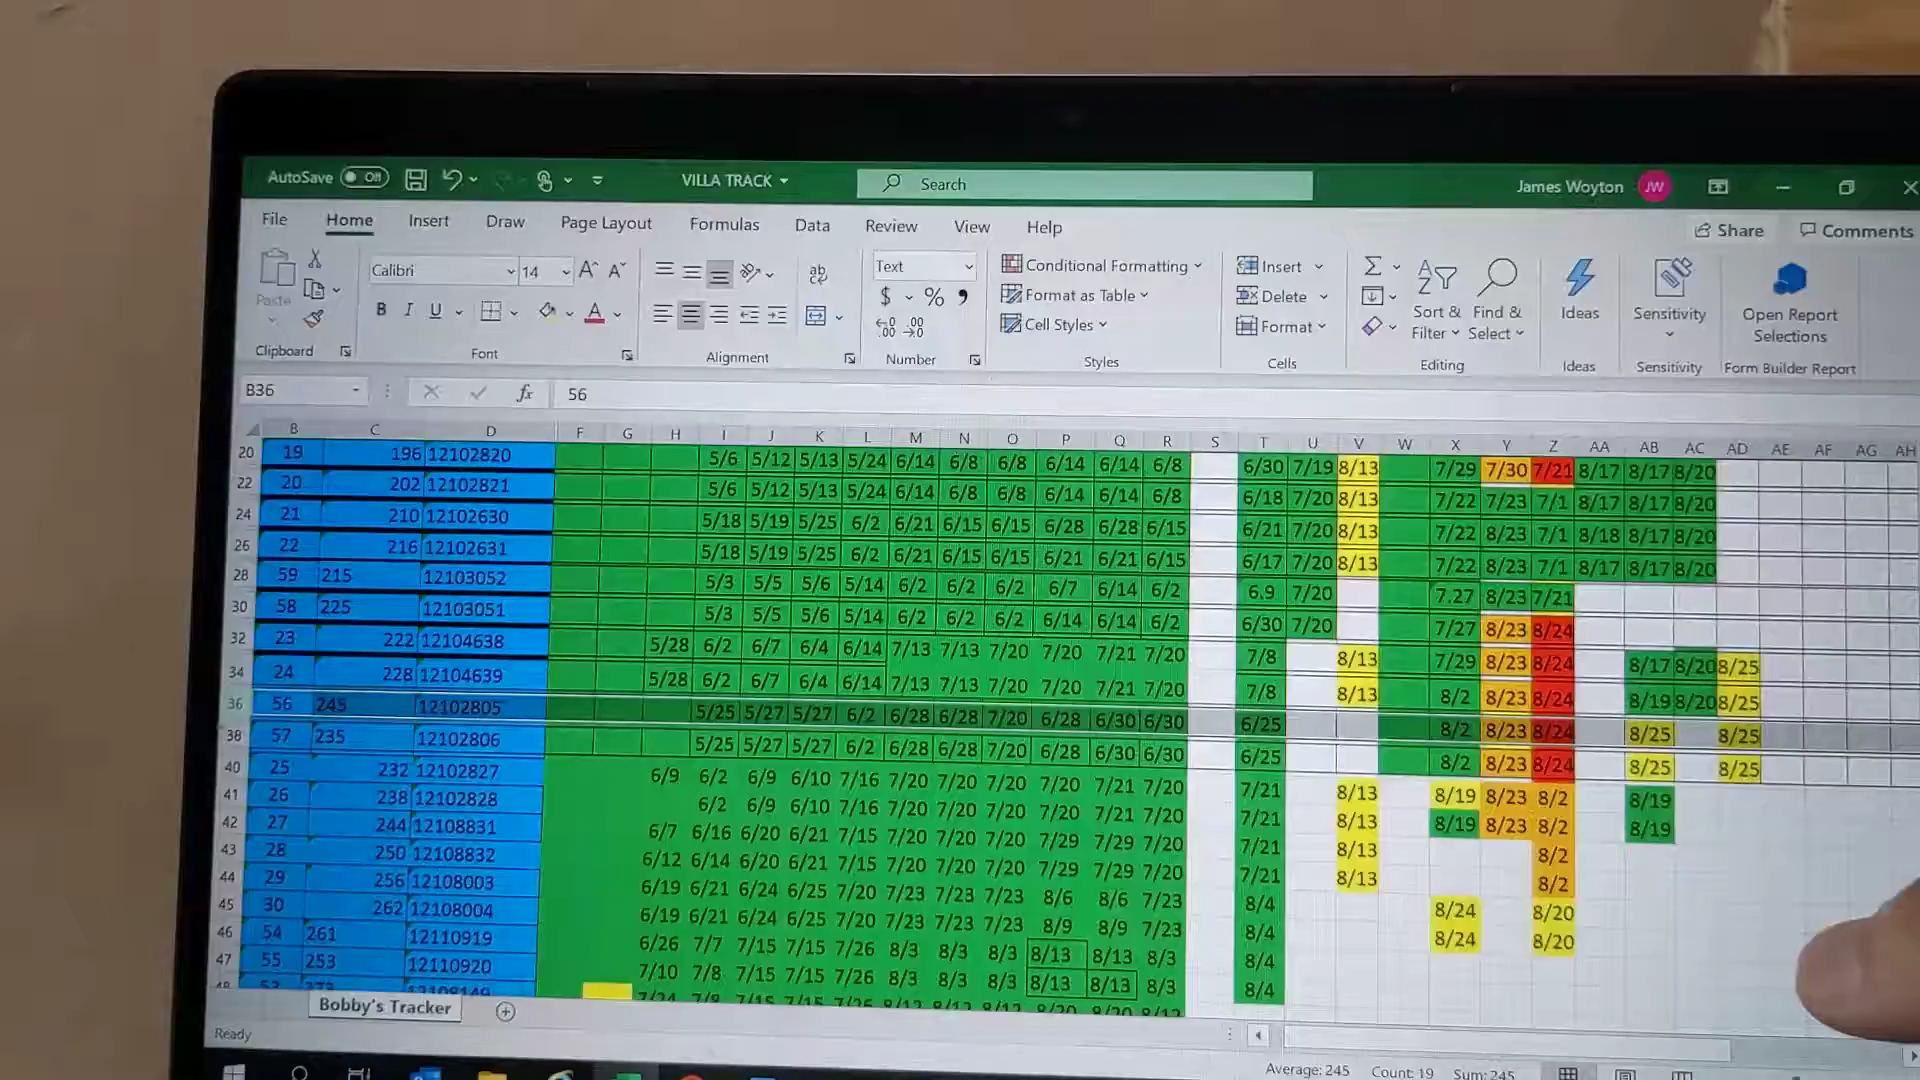 AutoSave Off VILLA TRACK Search James Woyton JW
File Home Insert Draw Page Layout Formulas Data Review View Help Share Comments
Paste Calibri 14 Text Conditional Formatting Insert
B I U $ % Format as Table Delete Sort & Find & Ideas Sensitivity Open Report
Cell Styles Format Filter Select Selections
Clipboard Font Alignment Number Styles Cells Editing Ideas Sensitivity Form Builder Report
B36 fx 56
B C D F G H I J K L M N O P Q R S T U V W X Y Z AA AB AC AD AE AF AG AH
20 19 196 12102820 5/6 5/12 5/13 5/24 6/14 6/8 6/8 6/14 6/14 6/8 6/30 7/19 8/13 7/29 7/30 7/21 8/17 8/17 8/20
22 20 202 12102821 5/6 5/12 5/13 5/24 6/14 6/8 6/8 6/14 6/14 6/8 6/18 7/20 8/13 7/22 7/23 7/1 8/17 8/17 8/20
24 21 210 12102630 5/18 5/19 5/25 6/2 6/21 6/15 6/15 6/28 6/28 6/15 6/21 7/20 8/13 7/22 8/23 7/1 8/18 8/17 8/20
26 22 216 12102631 5/18 5/19 5/25 6/2 6/21 6/15 6/15 6/21 6/21 6/15 6/17 7/20 8/13 7/22 8/23 7/1 8/17 8/17 8/20
28 59 215 12103052 5/3 5/5 5/6 5/14 6/2 6/2 6/2 6/7 6/14 6/2 6.9 7/20 7.27 8/23 7/21
30 58 225 12103051 5/3 5/5 5/6 5/14 6/2 6/2 6/2 6/14 6/14 6/2 6/30 7/20 7/27 8/23 8/24
32 23 222 12104638 5/28 6/2 6/7 6/4 6/14 7/13 7/13 7/20 7/20 7/21 7/20 7/8 8/13 7/29 8/23 8/24 8/17 8/20 8/25
34 24 228 12104639 5/28 6/2 6/7 6/4 6/14 7/13 7/13 7/20 7/20 7/21 7/20 7/8 8/13 8/2 8/23 8/24 8/19 8/20 8/25
36 56 245 12102805 5/25 5/27 5/27 6/2 6/28 6/28 7/20 6/28 6/30 6/30 6/25 8/2 8/23 8/24 8/25 8/25
38 57 235 12102806 5/25 5/27 5/27 6/2 6/28 6/28 7/20 6/28 6/30 6/30 6/25 8/2 8/23 8/24 8/25 8/25
40 25 232 12102827 6/9 6/2 6/9 6/10 7/16 7/20 7/20 7/20 7/20 7/21 7/20 7/21 8/13 8/19 8/23 8/2 8/19
41 26 238 12102828 6/2 6/9 6/10 7/16 7/20 7/20 7/20 7/20 7/21 7/20 7/21 8/13 8/19 8/23 8/2 8/19
42 27 244 12108831 6/7 6/16 6/20 6/21 7/15 7/20 7/20 7/20 7/29 7/29 7/20 7/21 8/13 8/2
43 28 250 12108832 6/12 6/14 6/20 6/21 7/15 7/20 7/20 7/20 7/29 7/29 7/20 7/21 8/13 8/2
44 29 256 12108003 6/19 6/21 6/24 6/25 7/20 7/23 7/23 7/23 8/6 8/6 7/23 8/4 8/24 8/20
45 30 262 12108004 6/19 6/21 6/24 6/25 7/20 7/23 7/23 7/23 8/9 8/9 7/23 8/4 8/24 8/20
46 54 261 12110919 6/26 7/7 7/15 7/15 7/26 8/3 8/3 8/3 8/13 8/13 8/3 8/4
47 55 253 12110920 7/10 7/8 7/15 7/15 7/26 8/3 8/3 8/3 8/13 8/13 8/3 8/4
Bobby's Tracker
Ready
Average: 245 Count: 19 Sum: 245